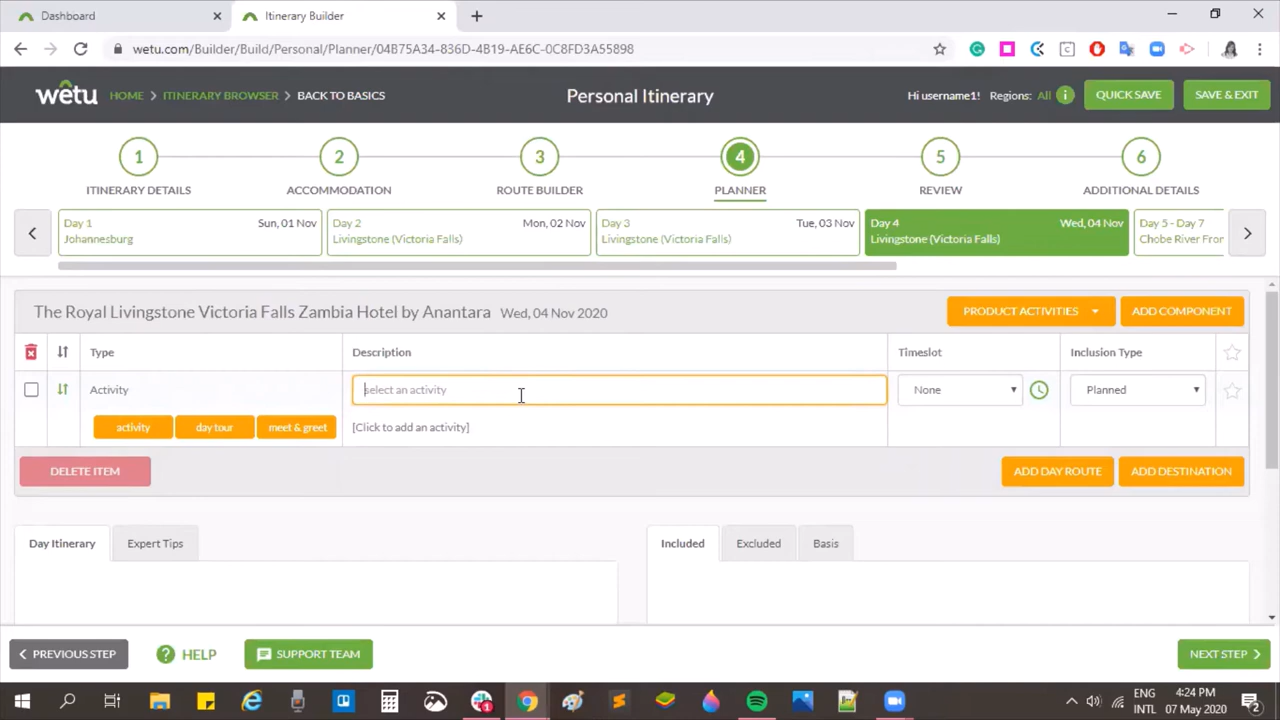 Dashboard
Itinerary Builder
wetu.com/Builder/Build/Personal/Planner/04B75A34-836D-4B19-AE6C-0C8FD3A55898
wetu
HOME
ITINERARY BROWSER
BACK TO BASICS
Personal Itinerary
Hi username1!
Regions: All
QUICK SAVE
SAVE & EXIT
1
2
3
4
5
6
ITINERARY DETAILS
ACCOMMODATION
ROUTE BUILDER
PLANNER
REVIEW
ADDITIONAL DETAILS
Day 1 Sun, 01 Nov
Johannesburg
Day 2 Mon, 02 Nov
Livingstone (Victoria Falls)
Day 3 Tue, 03 Nov
Livingstone (Victoria Falls)
Day 4 Wed, 04 Nov
Livingstone (Victoria Falls)
Day 5 - Day 7
Chobe River Fron
The Royal Livingstone Victoria Falls Zambia Hotel by Anantara Wed, 04 Nov 2020
PRODUCT ACTIVITIES
ADD COMPONENT
Type
Description
Timeslot
Inclusion Type
Activity
select an activity
None
Planned
activity
day tour
meet & greet
[Click to add an activity]
DELETE ITEM
ADD DAY ROUTE
ADD DESTINATION
Day Itinerary
Expert Tips
Included
Excluded
Basis
PREVIOUS STEP
HELP
SUPPORT TEAM
NEXT STEP
ENG
INTL
4:24 PM
07 May 2020